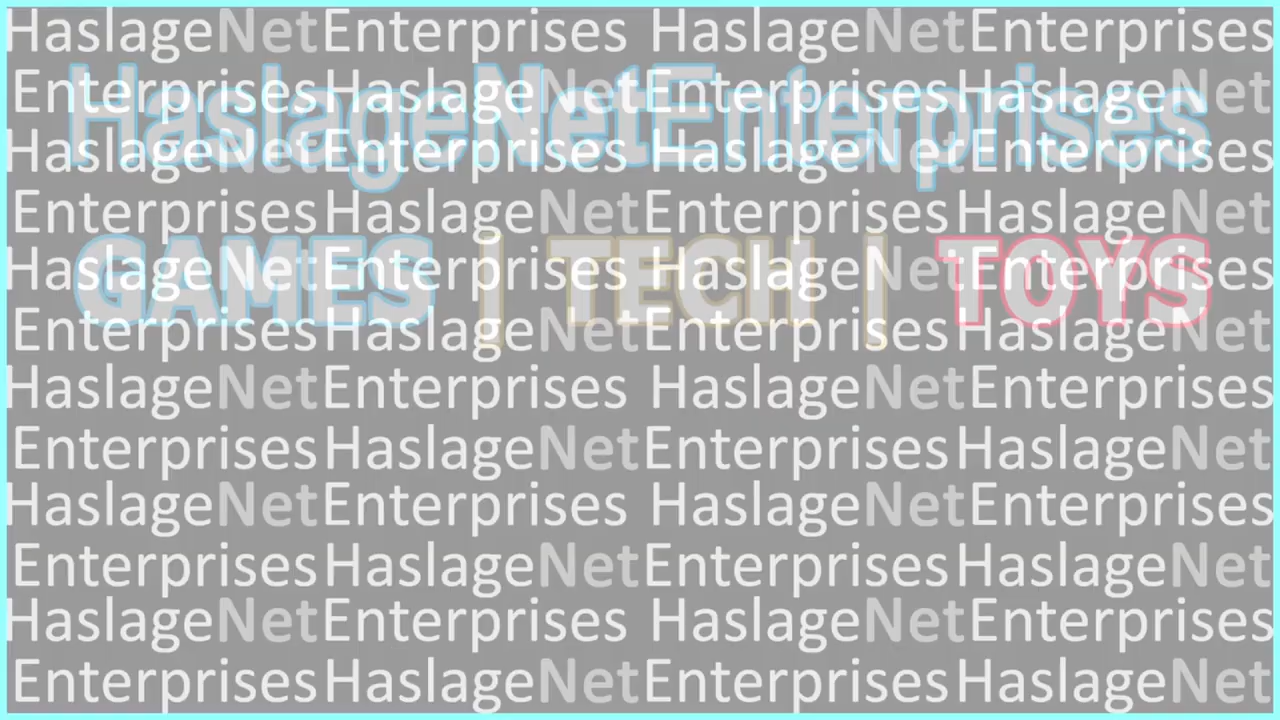 HaslageNetEnterprises HaslageNetEnterprises
EnterprisesHaslageNetEnterprisesHaslageNet
HaslageNetEnterprises
HaslageNetEnterprises HaslageNetEnterprises
EnterprisesHaslageNetEnterprisesHaslageNet
GAMES | TECH | TOYS
HaslageNetEnterprises HaslageNetEnterprises
EnterprisesHaslageNetEnterprisesHaslageNet
HaslageNetEnterprises HaslageNetEnterprises
EnterprisesHaslageNetEnterprisesHaslageNet
HaslageNetEnterprises HaslageNetEnterprises
EnterprisesHaslageNetEnterprisesHaslageNet
HaslageNetEnterprises HaslageNetEnterprises
EnterprisesHaslageNetEnterprisesHaslageNet